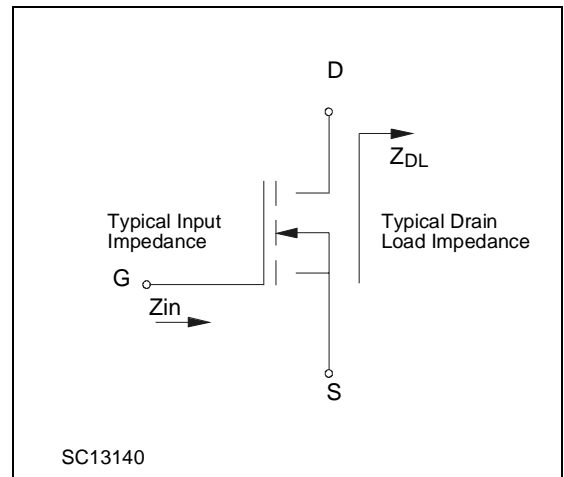 D
Z_DL
Typical Input
Impedance
Typical Drain
Load Impedance
G
Zin
S
SC13140